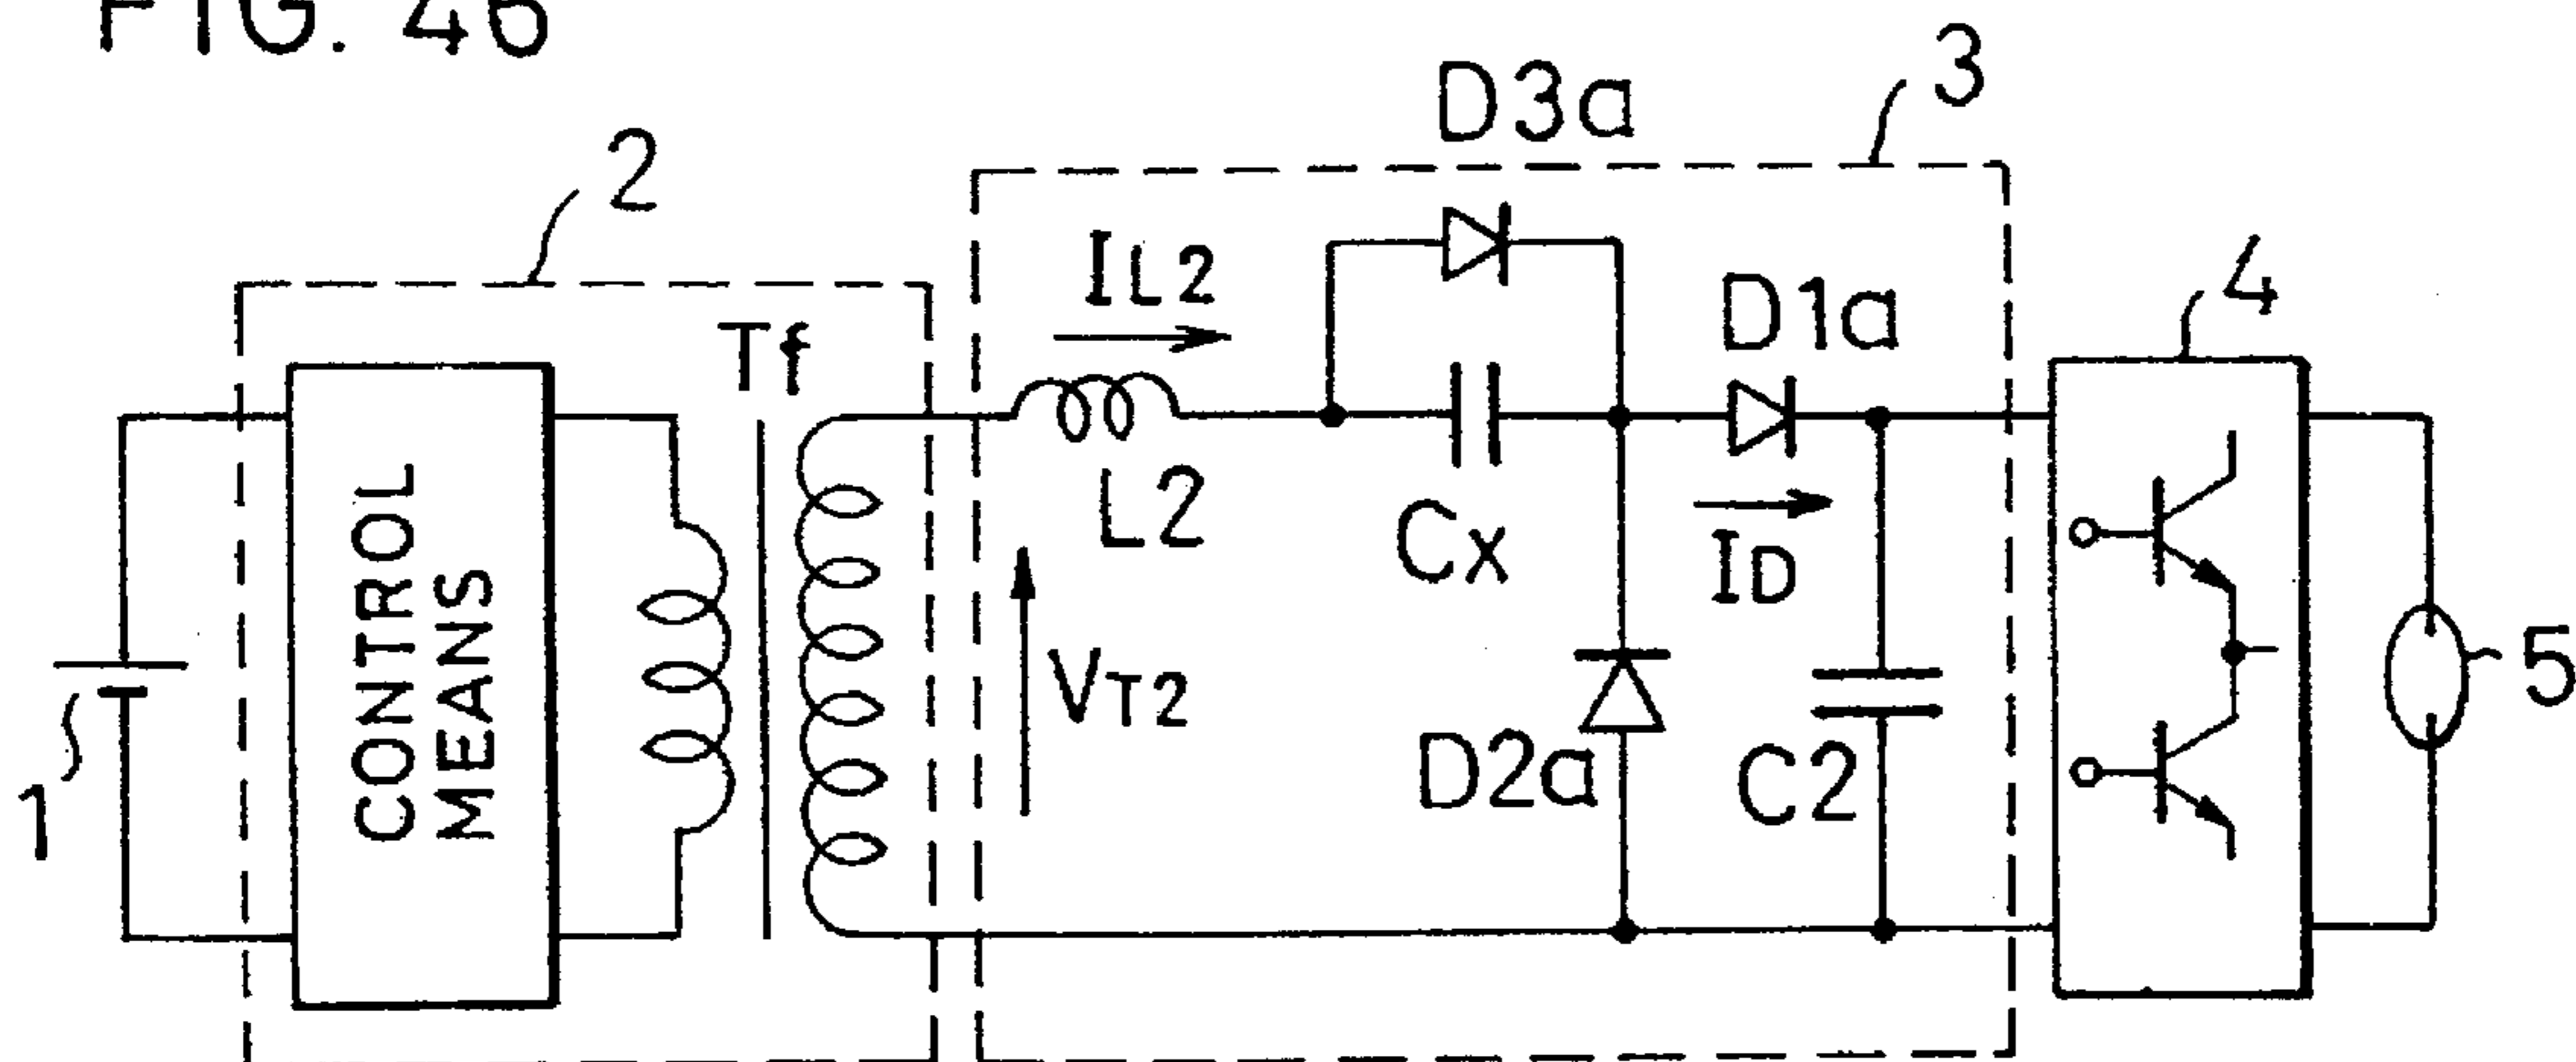 FIG. 46
3
D3a
2
IL2
D1a
4
Tf
L2
Cx
ID
CONTROL
MEANS
VT2
5
D2a
C2
1